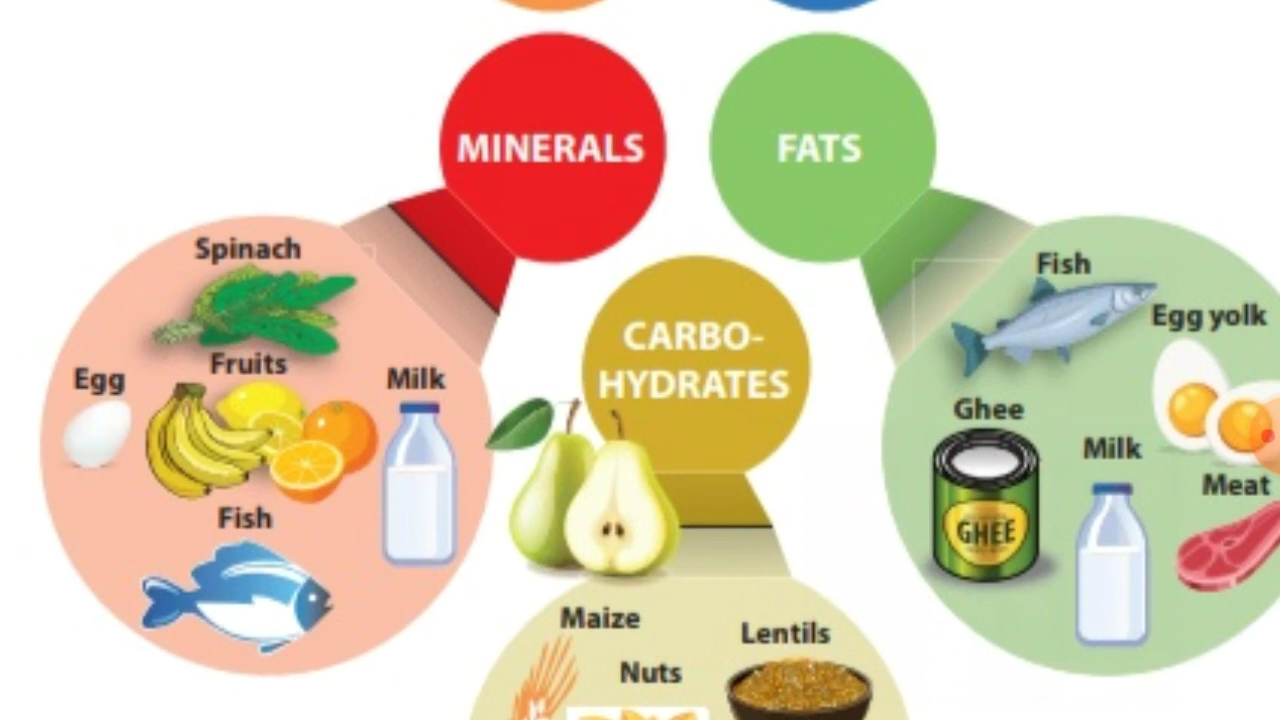 MINERALS
FATS
CARBO-
HYDRATES
Spinach
Fruits
Egg
Milk
Fish
Fish
Egg yolk
Ghee
GHEE
Milk
Meat
Maize
Lentils
Nuts